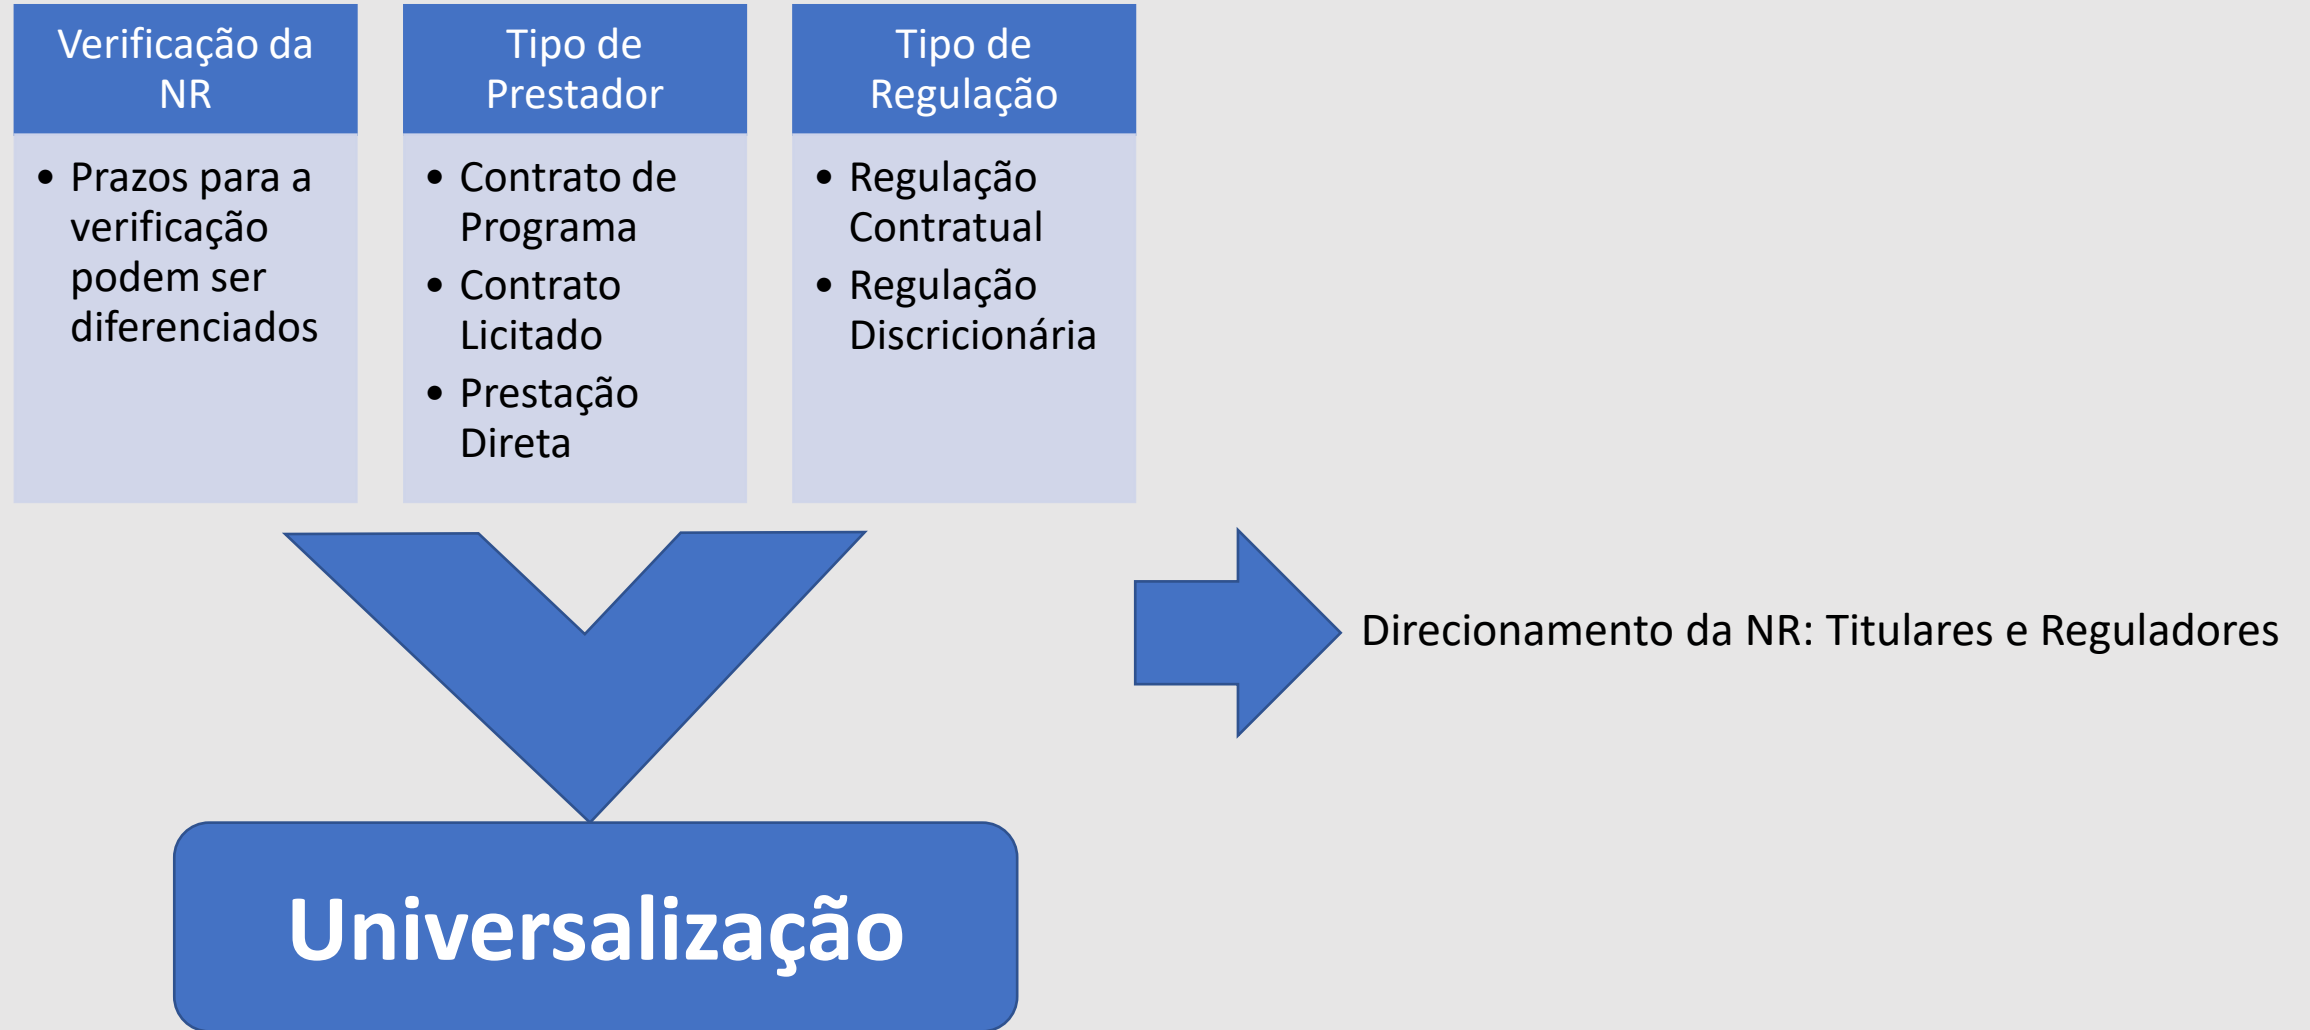 Verificação da
NR
• Prazos para a
verificação
podem ser
diferenciados
Tipo de
Prestador
• Contrato de
Programa
• Contrato
Licitado
• Prestação
Direta
Tipo de
Regulação
• Regulação
Contratual
• Regulação
Discricionária
Direcionamento da NR: Titulares e Reguladores
Universalização